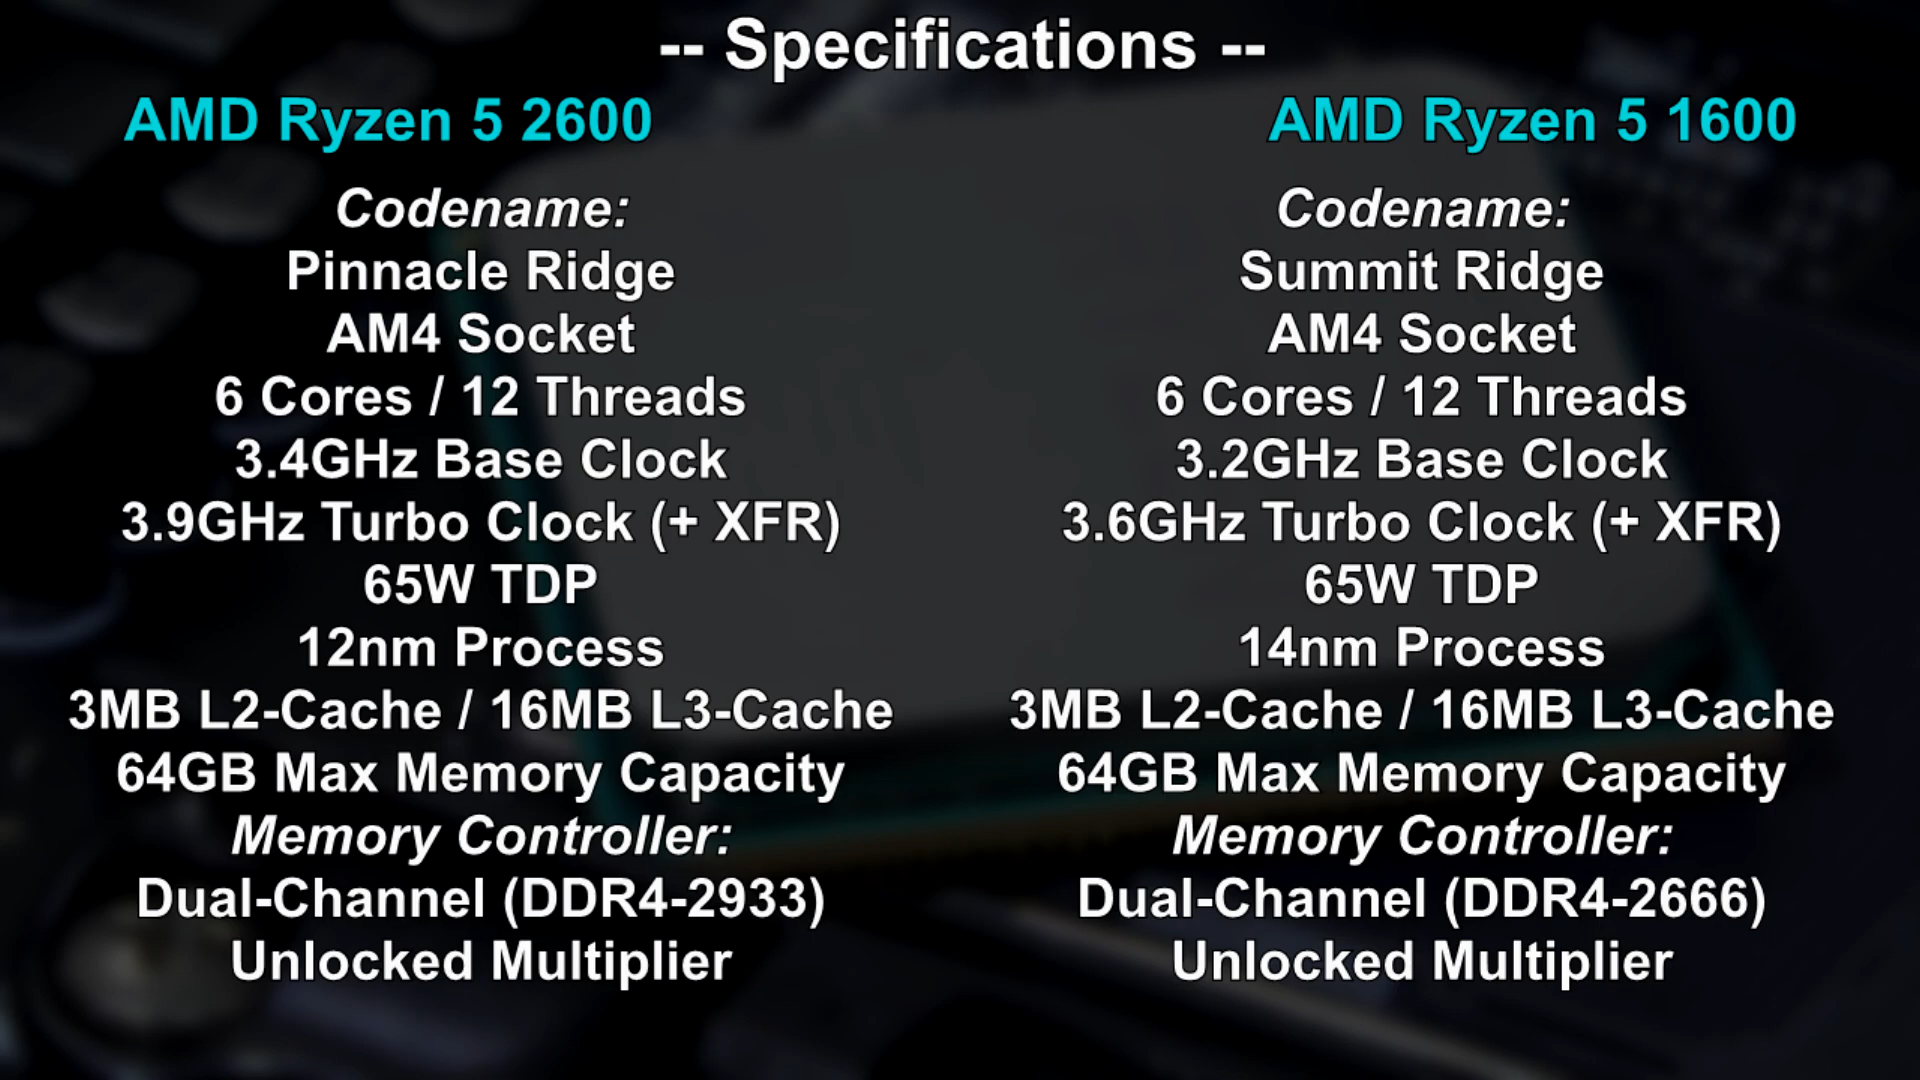 -- Specifications --
AMD Ryzen 5 2600
Codename:
Pinnacle Ridge
AM4 Socket
6 Cores / 12 Threads
3.4GHz Base Clock
3.9GHz Turbo Clock (+ XFR)
65W TDP
12nm Process
3MB L2-Cache / 16MB L3-Cache
64GB Max Memory Capacity
Memory Controller:
Dual-Channel (DDR4-2933)
Unlocked Multiplier
AMD Ryzen 5 1600
Codename:
Summit Ridge
AM4 Socket
6 Cores / 12 Threads
3.2GHz Base Clock
3.6GHz Turbo Clock (+ XFR)
65W TDP
14nm Process
3MB L2-Cache / 16MB L3-Cache
64GB Max Memory Capacity
Memory Controller:
Dual-Channel (DDR4-2666)
Unlocked Multiplier